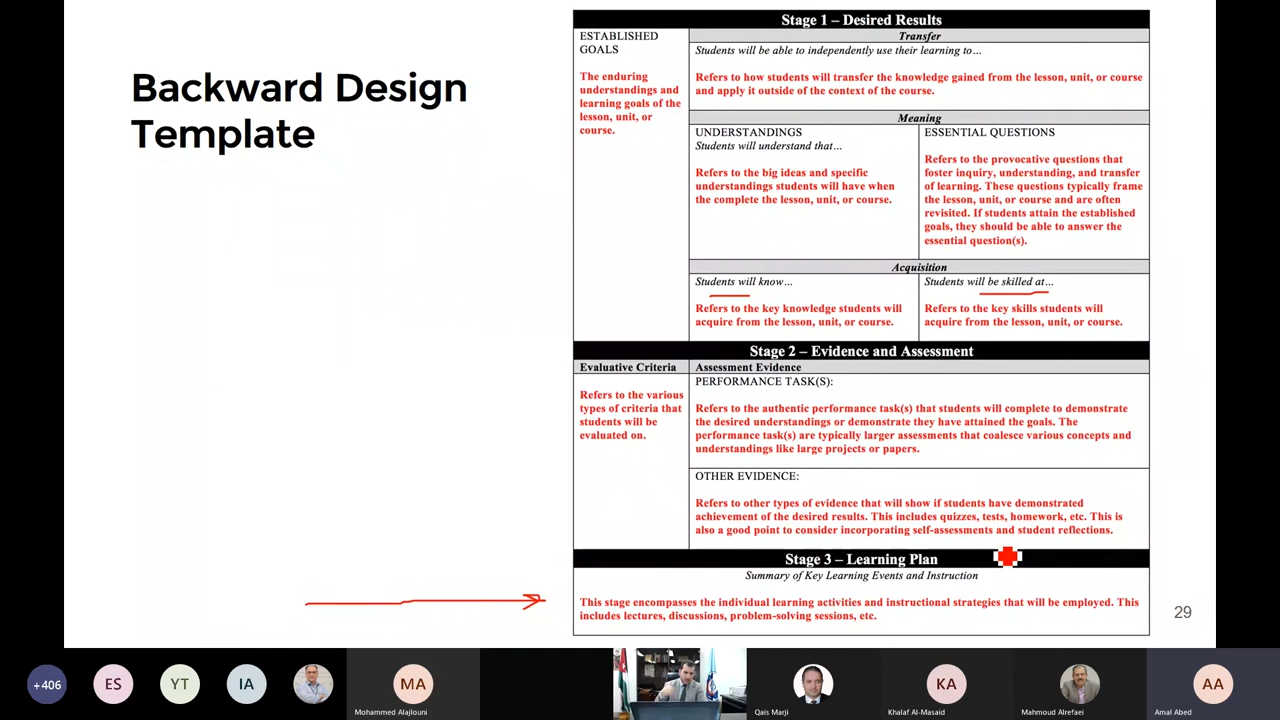 Backward Design
Template
Stage 1 – Desired Results
ESTABLISHED
GOALS
The enduring
understandings and
learning goals of the
lesson, unit, or
course.
Transfer
Students will be able to independently use their learning to…
Refers to how students will transfer the knowledge gained from the lesson, unit, or course
and apply it outside of the context of the course.
Meaning
UNDERSTANDINGS
Students will understand that…
Refers to the big ideas and specific
understandings students will have when
the complete the lesson, unit, or course.
ESSENTIAL QUESTIONS
Refers to the provocative questions that
foster inquiry, understanding, and transfer
of learning. These questions typically frame
the lesson, unit, or course and are often
revisited. If students attain the established
goals, they should be able to answer the
essential question(s).
Acquisition
Students will know…
Refers to the key knowledge students will
acquire from the lesson, unit, or course.
Students will be skilled at…
Refers to the key skills students will
acquire from the lesson, unit, or course.
Stage 2 – Evidence and Assessment
Evaluative Criteria
Refers to the various
types of criteria that
students will be
evaluated on.
Assessment Evidence
PERFORMANCE TASK(S):
Refers to the authentic performance task(s) that students will complete to demonstrate
the desired understandings or demonstrate they have attained the goals. The
performance task(s) are typically larger assessments that coalesce various concepts and
understandings like large projects or papers.
OTHER EVIDENCE:
Refers to other types of evidence that will show if students have demonstrated
achievement of the desired results. This includes quizzes, tests, homework, etc. This is
also a good point to consider incorporating self-assessments and student reflections.
Stage 3 – Learning Plan
Summary of Key Learning Events and Instruction
This stage encompasses the individual learning activities and instructional strategies that will be employed. This
includes lectures, discussions, problem-solving sessions, etc.
29
+406
ES
YT
IA
MA
Mohammed Alajlouni
Qais Marji
KA
Khalaf Al-Masaid
Mahmoud Alrefaei
AA
Amal Abed